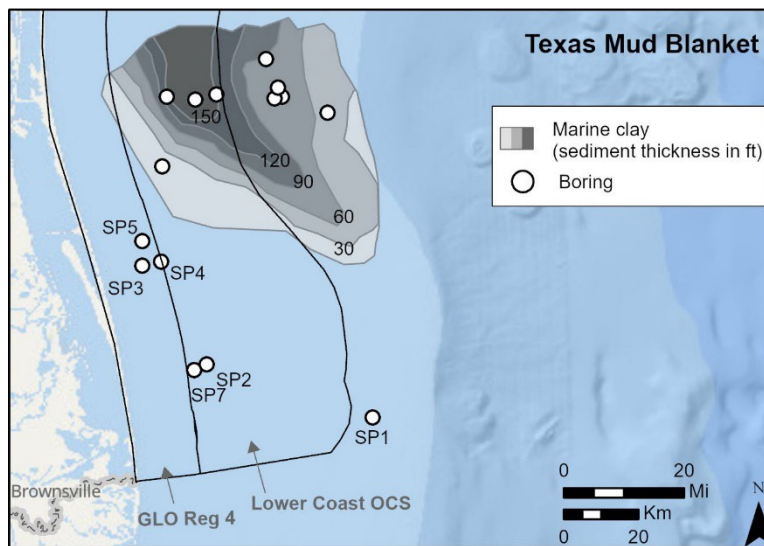 Texas Mud Blanket
Marine clay
(sediment thickness in ft)
Boring
150
120
90
60
30
SP5
SP4
SP3
SP2
SP7
SP1
Brownsville
GLO Reg 4
Lower Coast OCS
0 20
Mi
Km
0 20
N